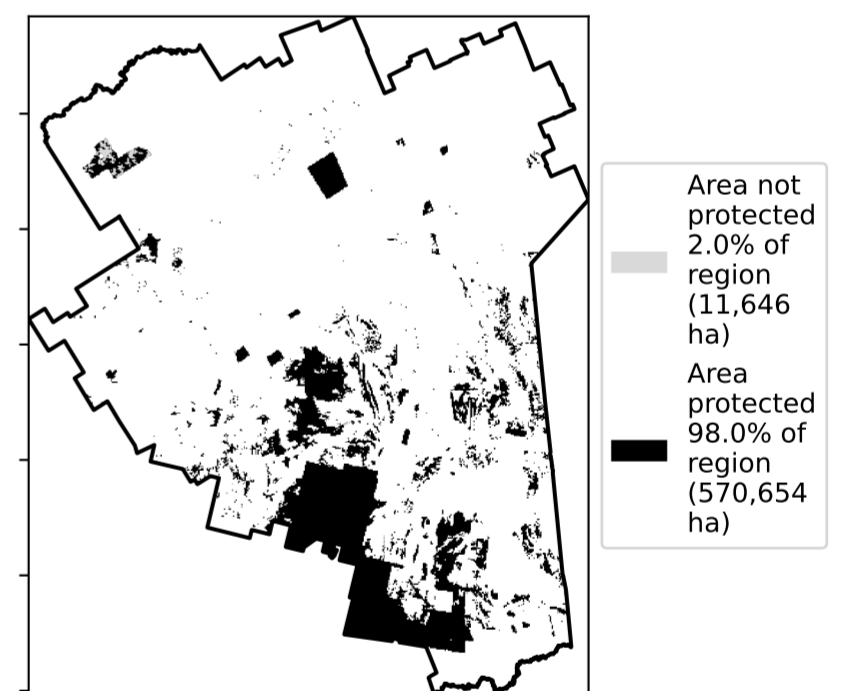 Area not
protected
2.0% of
region
(11,646
ha)
Area
protected
98.0% of
region
(570,654
ha)